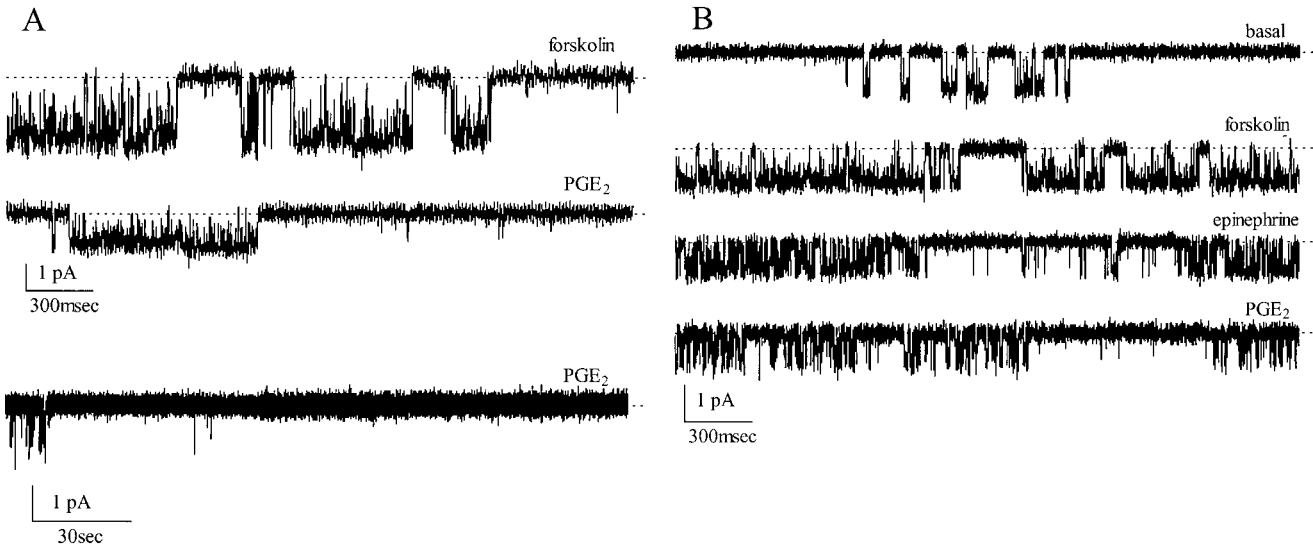 A
forskolin
PGE₂
1 pA
300msec
PGE₂
1 pA
30sec
B
basal
forskolin
epinephrine
PGE₂
1 pA
300msec